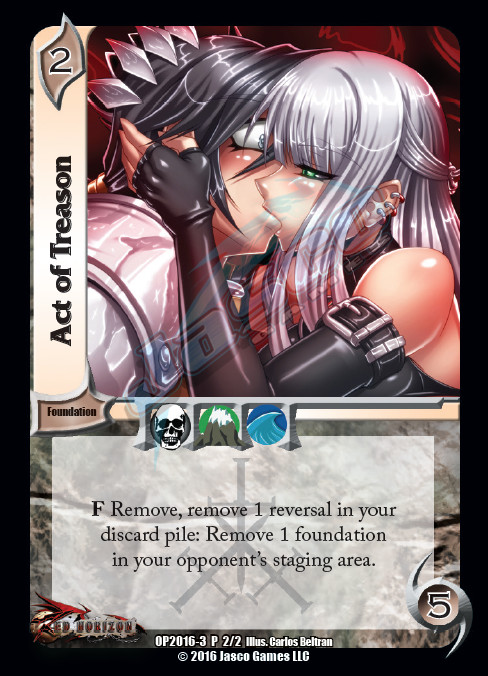 2
Act of Treason
Foundation
F Remove, remove 1 reversal in your
discard pile: Remove 1 foundation
in your opponent's staging area.
5
RED HORIZON
OP2016-3 P 2/2 Illus. Carlos Beltran
© 2016 Jasco Games LLC